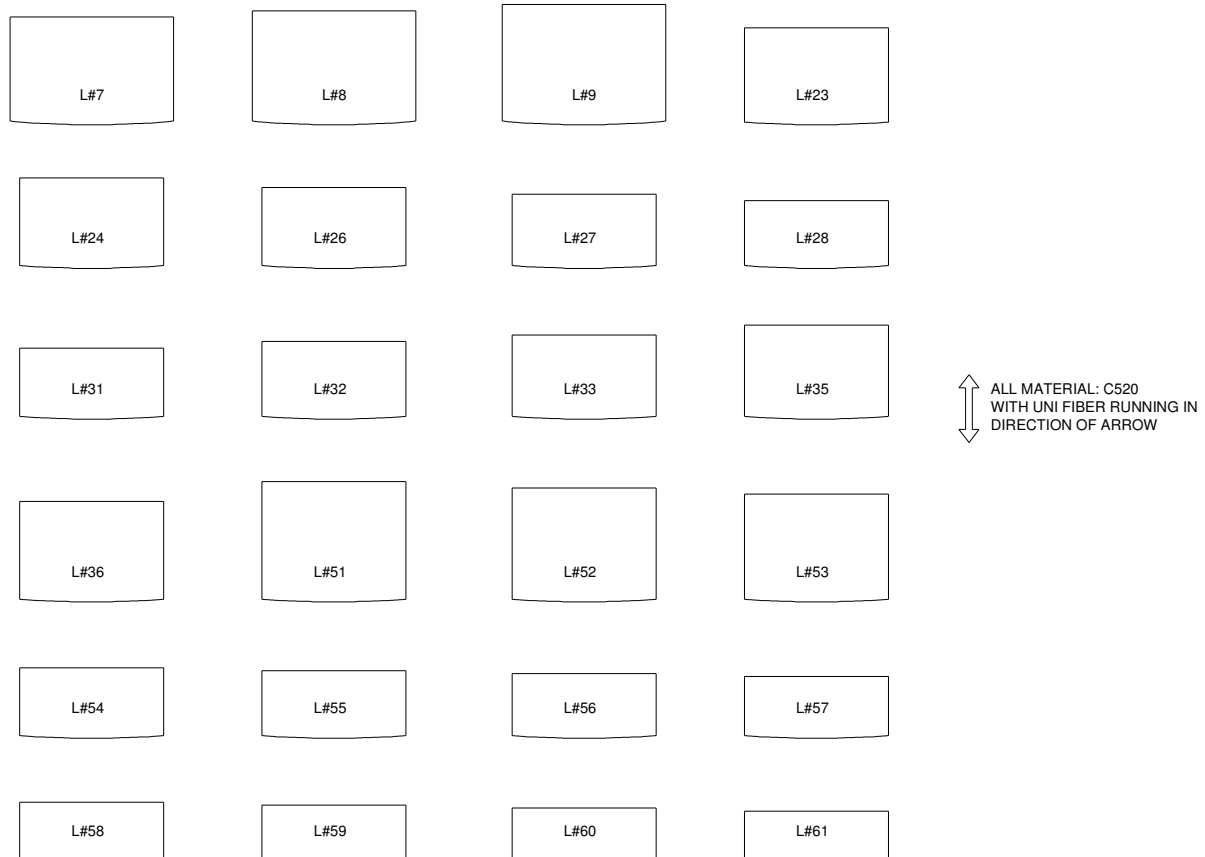 L#7
L#8
L#9
L#23
L#24
L#26
L#27
L#28
L#31
L#32
L#33
L#35
ALL MATERIAL: C520
WITH UNI FIBER RUNNING IN
DIRECTION OF ARROW
L#36
L#51
L#52
L#53
L#54
L#55
L#56
L#57
L#58
L#59
L#60
L#61